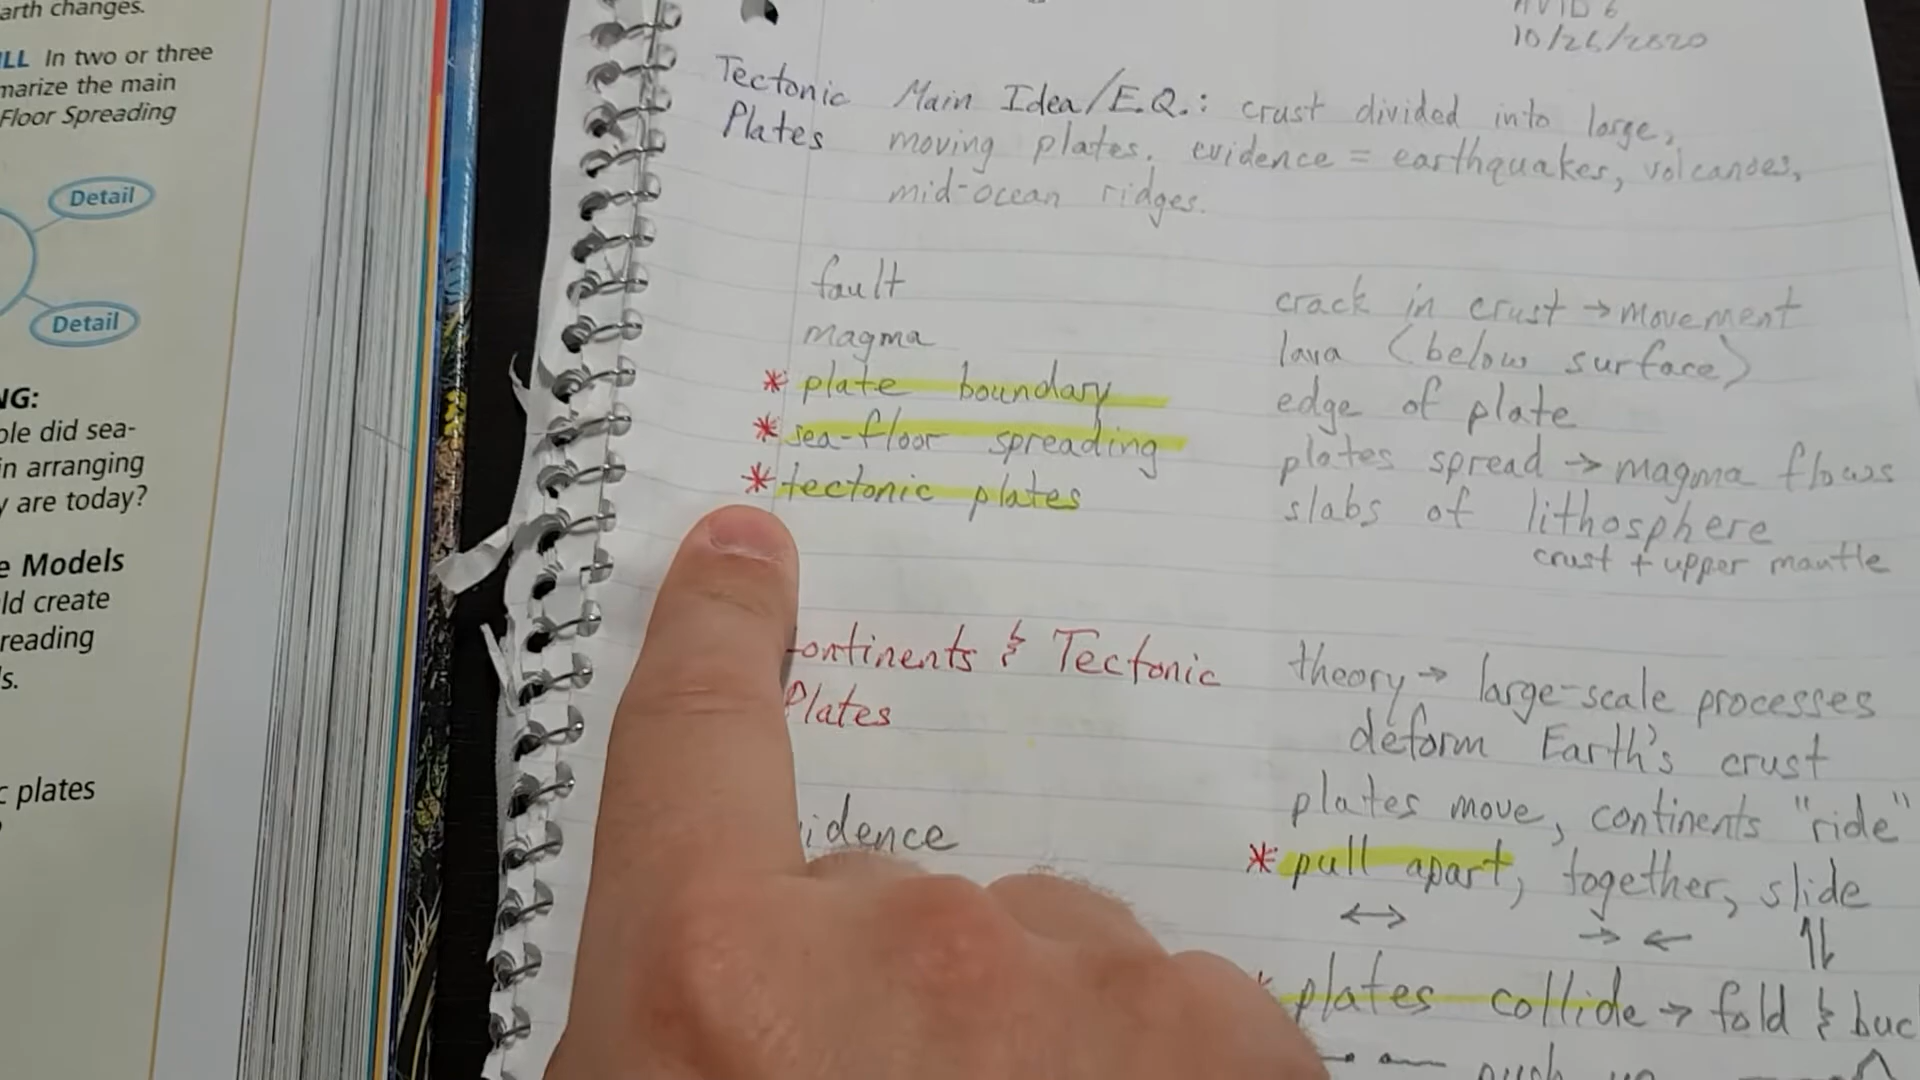 arth changes.
ILL In two or three
marize the main
Floor Spreading
Detail
Detail
NG:
ple did sea-
in arranging
y are today?
e Models
ld create
reading
s.
c plates
AVID 6
10/26/2020
Tectonic Plates
Main Idea/E.Q.: crust divided into large,
moving plates. evidence = earthquakes, volcanoes,
mid-ocean ridges.
fault crack in crust → movement
magma lava (below surface)
* plate boundary edge of plate
* sea-floor spreading plates spread → magma flows
* tectonic plates slabs of lithosphere
crust + upper mantle
Continents & Tectonic
Plates
theory → large-scale processes
deform Earth's crust
plates move, continents "ride"
idence
* pull apart, together, slide
↔ → ← ⥮
* plates collide → fold & buc
push up